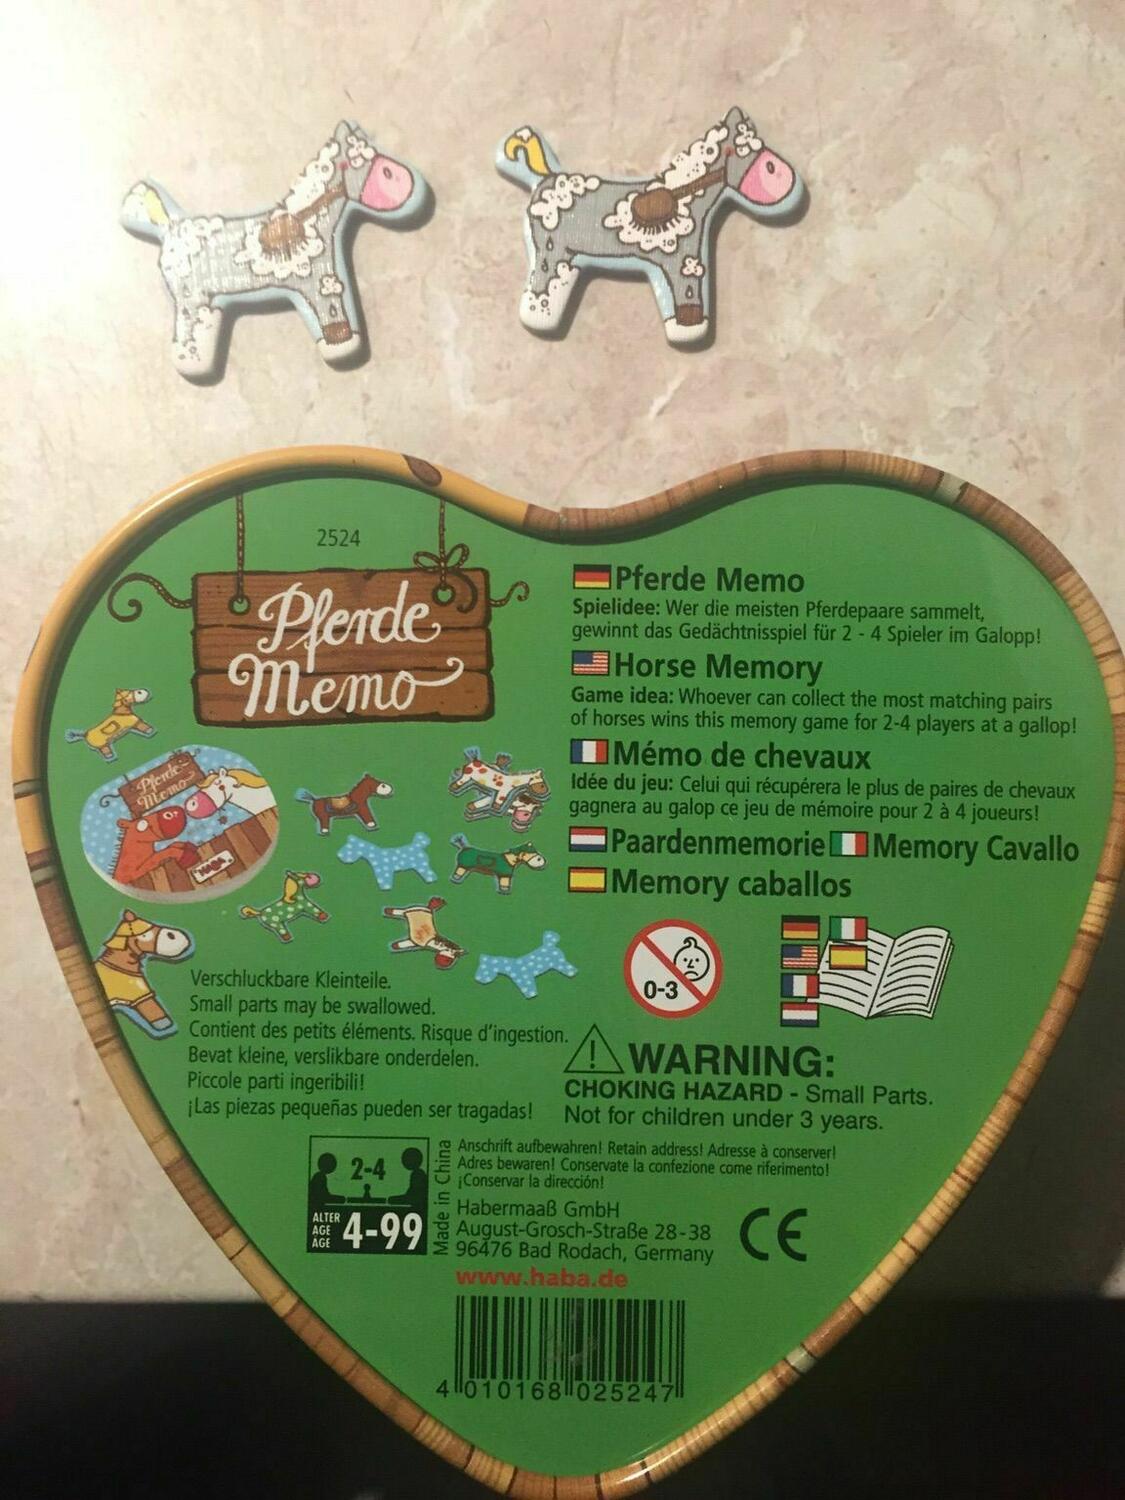 2524
Pferde
Memo
Pferde
Memo
HABA
Pferde Memo
Spielidee: Wer die meisten Pferdepaare sammelt,
gewinnt das Gedächtnisspiel für 2 - 4 Spieler im Galopp!
Horse Memory
Game idea: Whoever can collect the most matching pairs
of horses wins this memory game for 2-4 players at a gallop!
Mémo de chevaux
Idée du jeu: Celui qui récupérera le plus de paires de chevaux
gagnera au galop ce jeu de mémoire pour 2 à 4 joueurs!
Paardenmemorie Memory Cavallo
Memory caballos
0-3
Verschluckbare Kleinteile.
Small parts may be swallowed.
Contient des petits éléments. Risque d'ingestion.
Bevat kleine, verslikbare onderdelen.
Piccole parti ingeribili!
¡Las piezas pequeñas pueden ser tragadas!
WARNING:
CHOKING HAZARD - Small Parts.
Not for children under 3 years.
2-4
ALTER
AGE
AGE
4-99
Made in China
Anschrift aufbewahren! Retain address! Adresse à conserver!
Adres bewaren! Conservate la confezione come riferimento!
¡Conservar la dirección!
Habermaaß GmbH
August-Grosch-Straße 28-38
96476 Bad Rodach, Germany
CE
www.haba.de
4 010168 025247